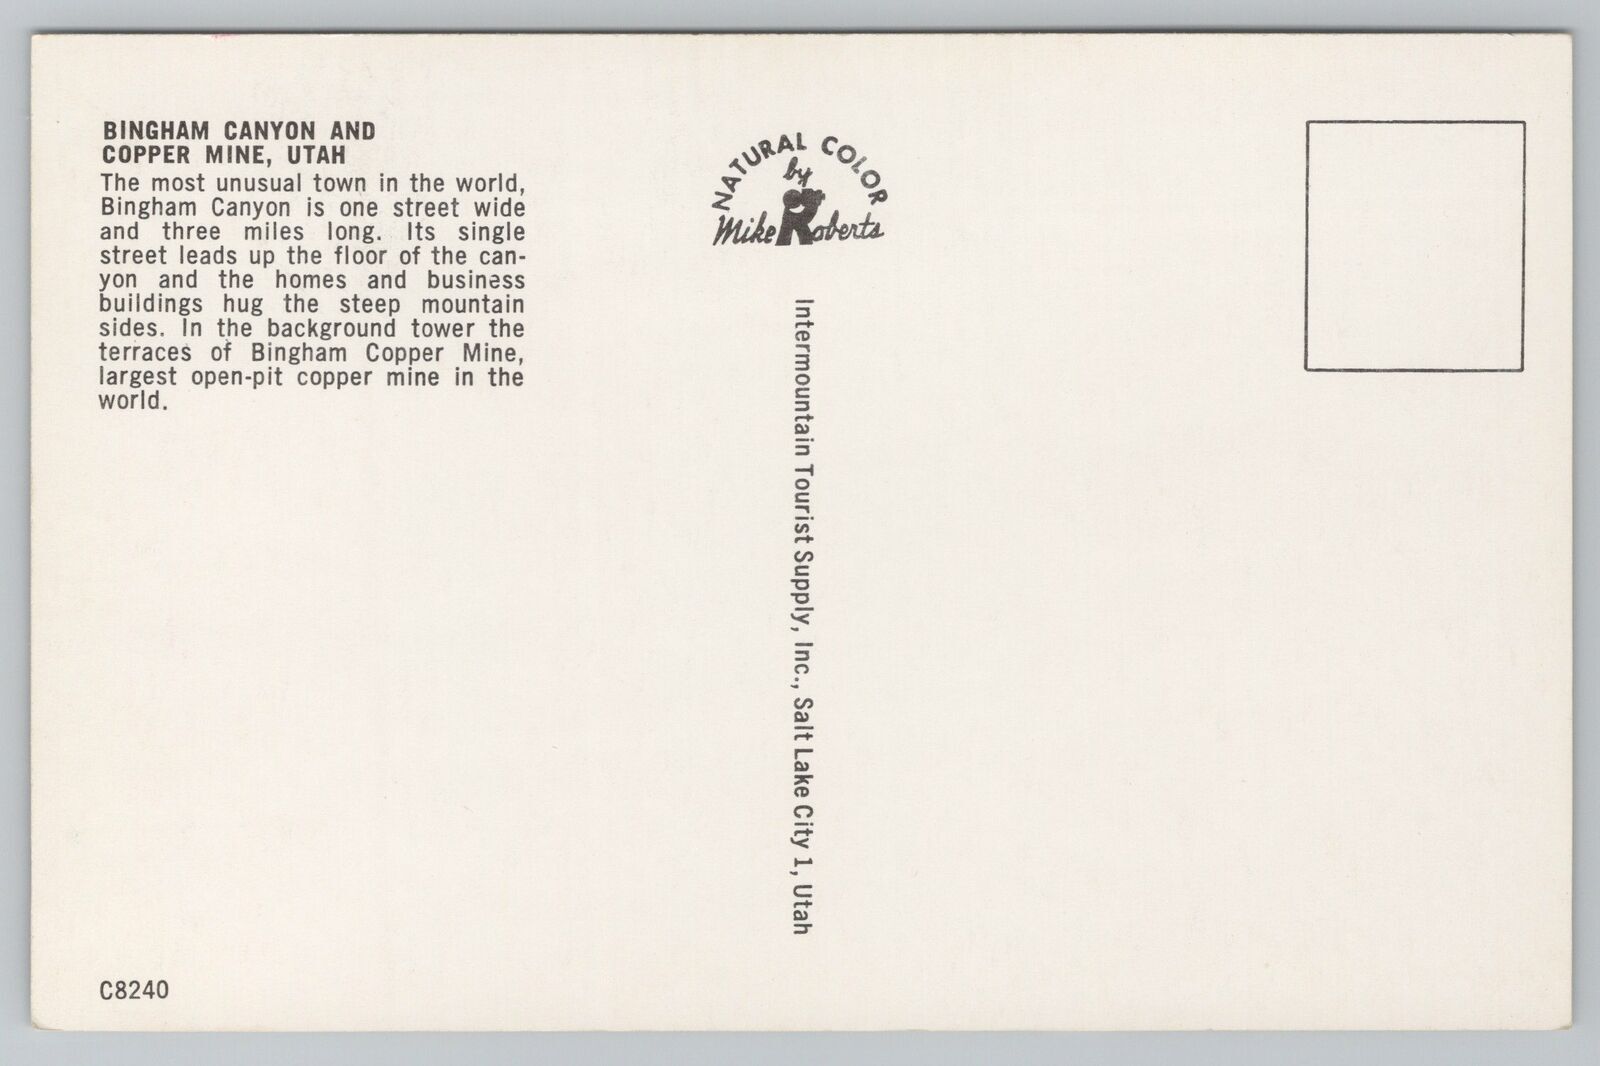 BINGHAM CANYON AND
COPPER MINE, UTAH
The most unusual town in the world,
Bingham Canyon is one street wide
and three miles long. Its single
street leads up the floor of the can-
yon and the homes and business
buildings hug the steep mountain
sides. In the background tower the
terraces of Bingham Copper Mine,
largest open-pit copper mine in the
world.
C8240
NATURAL COLOR
by
Mike Roberts
Intermountain Tourist Supply, Inc., Salt Lake City 1, Utah